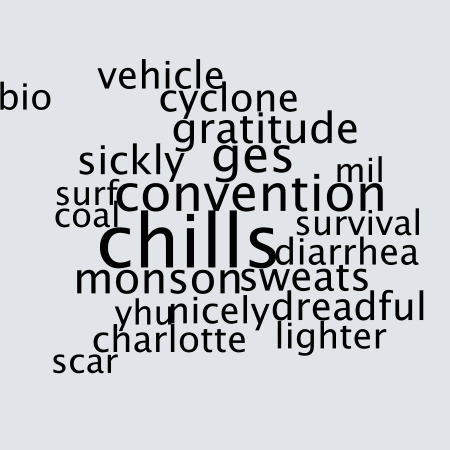 vehicle
bio
cyclone
gratitude
ges
sickly
mil
surf
convention
coal
survival
chills
diarrhea
monson
sweats
yhu
nicely
dreadful
charlotte
lighter
scar